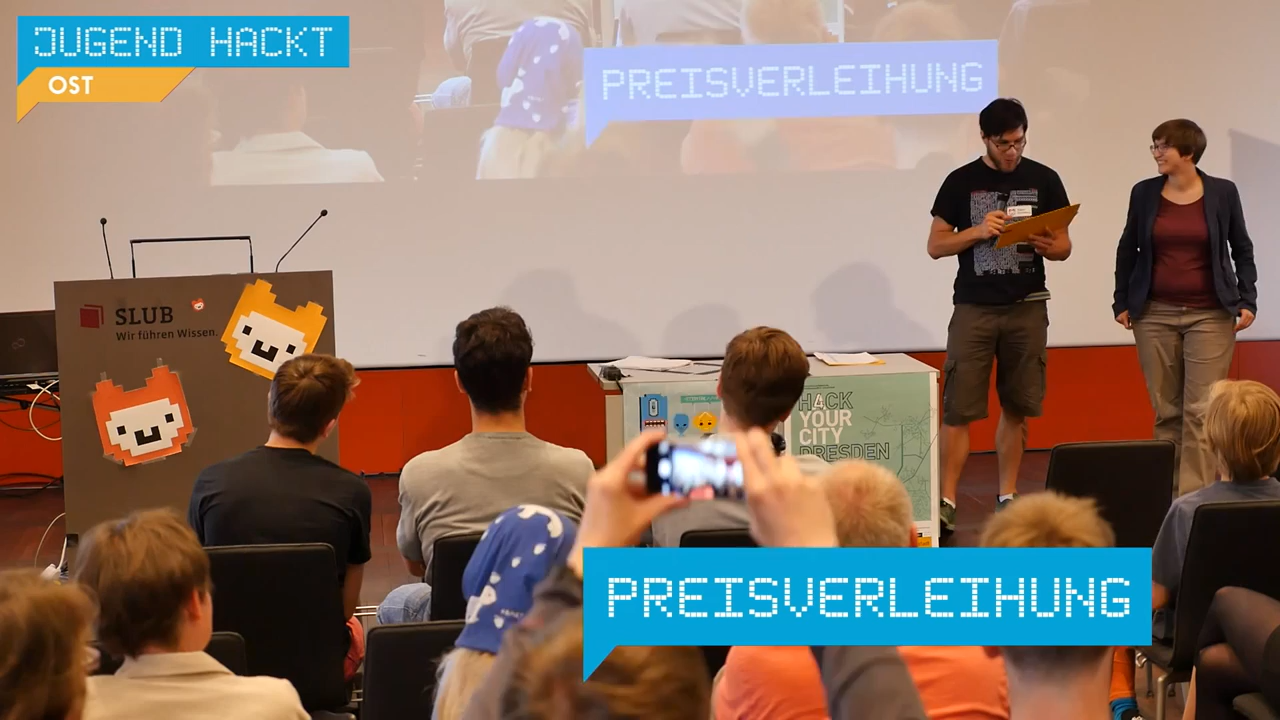 JUGEND HACKT
OST
PREISVERLEIHUNG
SLUB
Wir führen Wissen.
HACK
YOUR
CITY
DRESDEN
PREISVERLEIHUNG